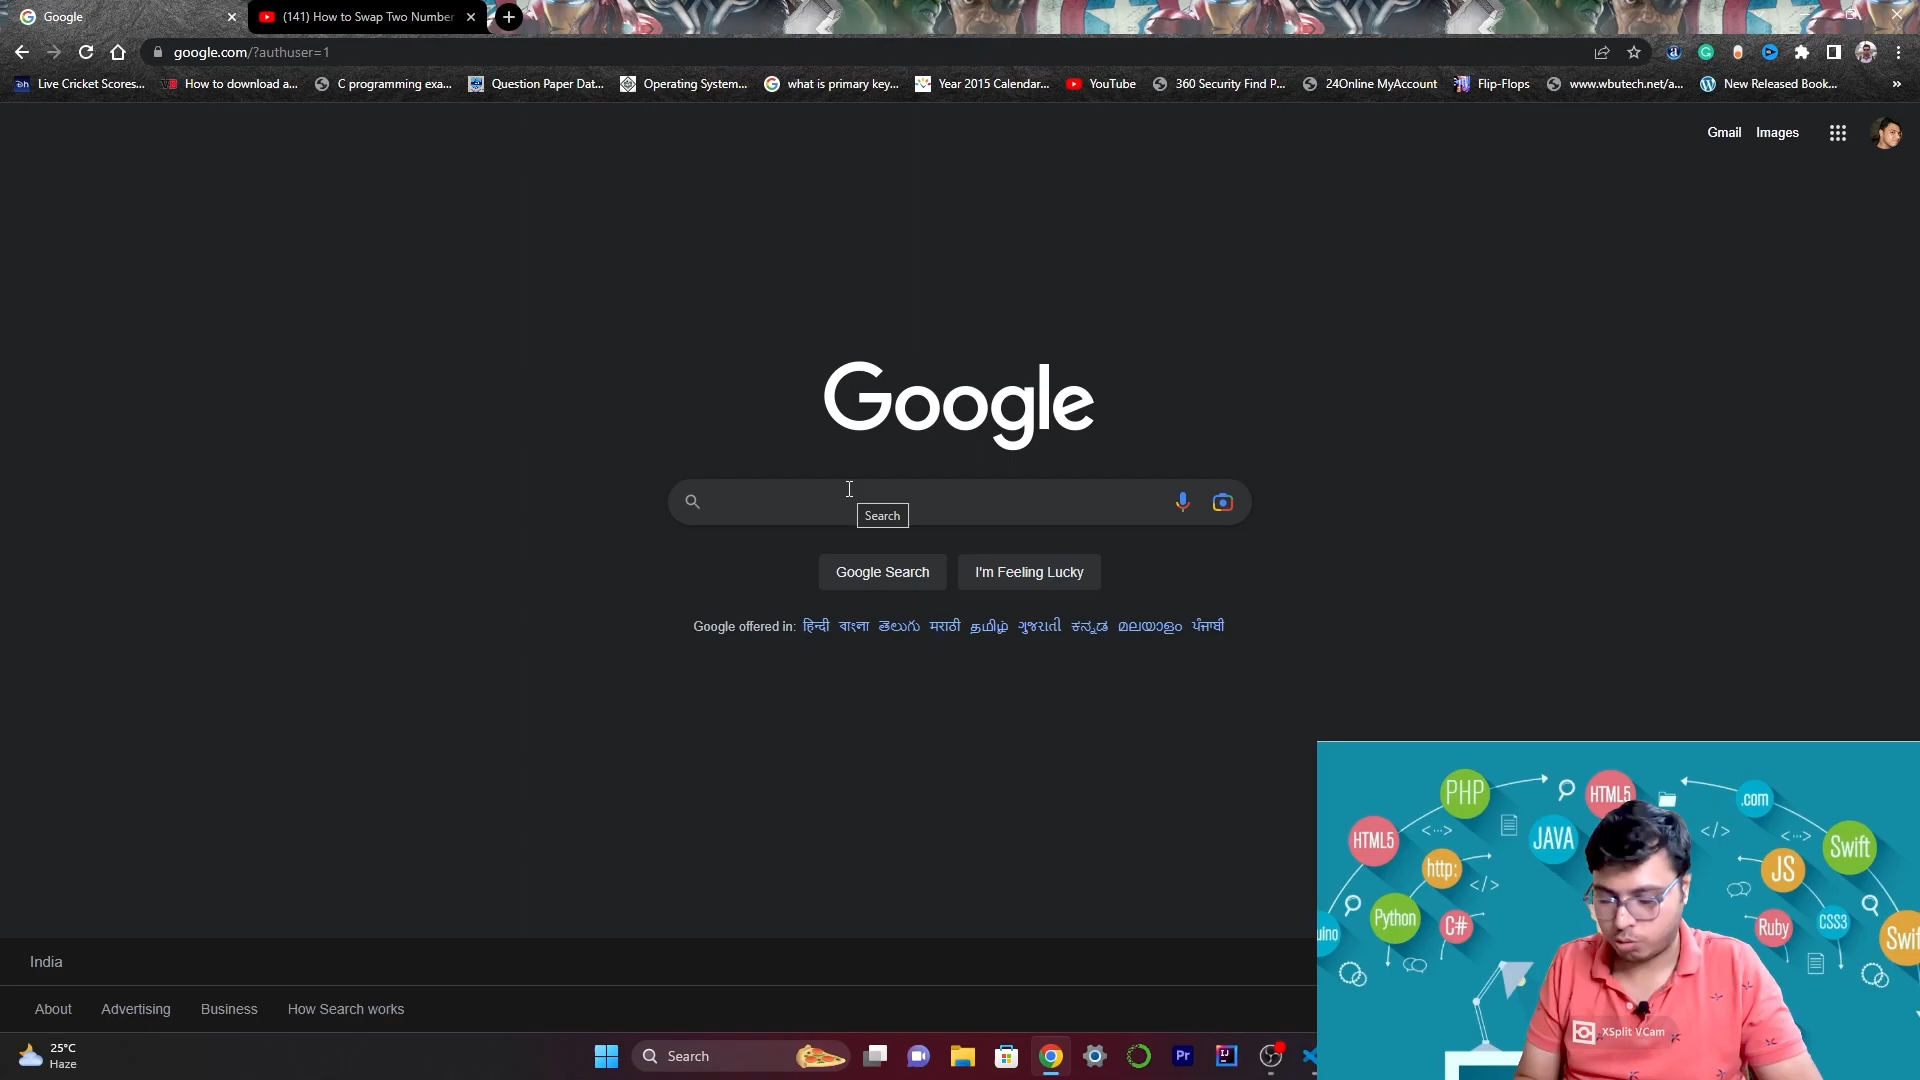 Google
(141) How to Swap Two Number
google.com/?authuser=1
Live Cricket Scores...
How to download a...
C programming exa...
Question Paper Dat...
Operating System...
what is primary key...
Year 2015 Calendar...
YouTube
360 Security Find P...
24Online MyAccount
Flip-Flops
www.wbutech.net/a...
New Released Book...
»
Gmail Images
Google
Search
Google Search
I'm Feeling Lucky
Google offered in: हिन्दी বাংলা తెలుగు मराठी தமிழ் ગુજરાતી ಕನ್ನಡ മലയാളം ਪੰਜਾਬੀ
India
About
Advertising
Business
How Search works
PHP
HTML5
.com
HTML5
JAVA
Swift
http:
JS
Python
C#
Ruby
CSS3
Swif
uino
XSplit VCam
25°C
Haze
Search
Pr
IJ